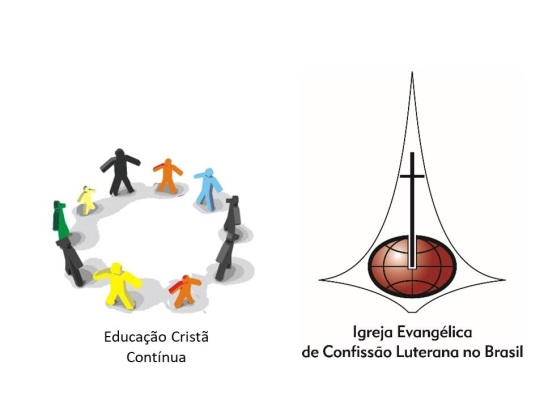 Educação Cristã
Contínua
Igreja Evangélica
de Confissão Luterana no Brasil